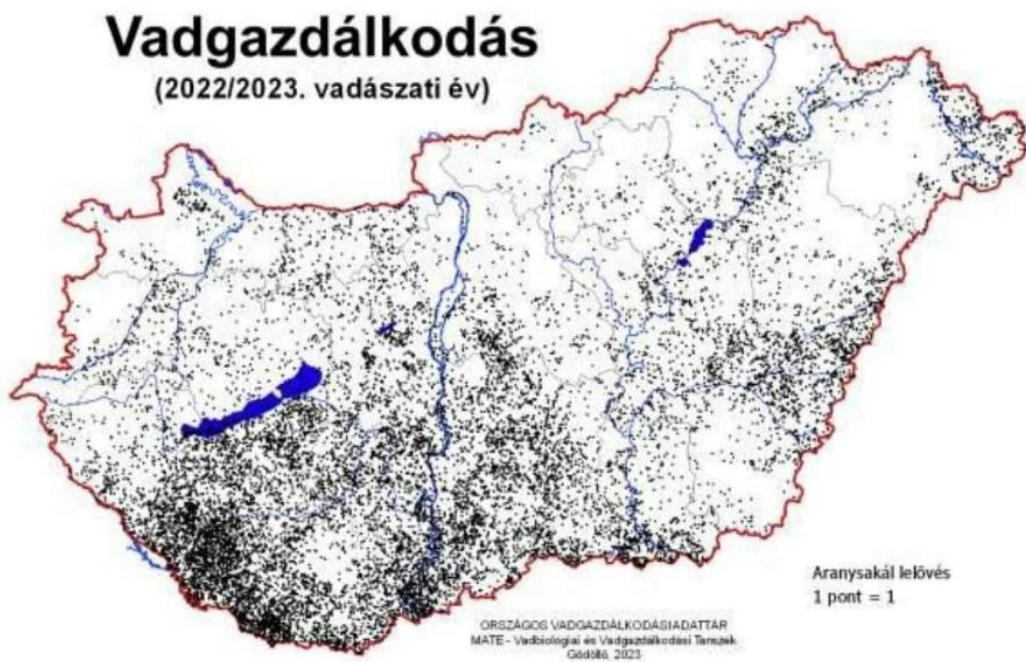 Vadgazdálkodás
(2022/2023. vadászati év)
Aranysakál lelövés
1 pont = 1
ORSZÁGOS VADGAZDÁLKODÁSI ADATTÁR
MATE - Vadbiológiai és Vadgazdálkodási Tanszék
Gödöllő, 2023